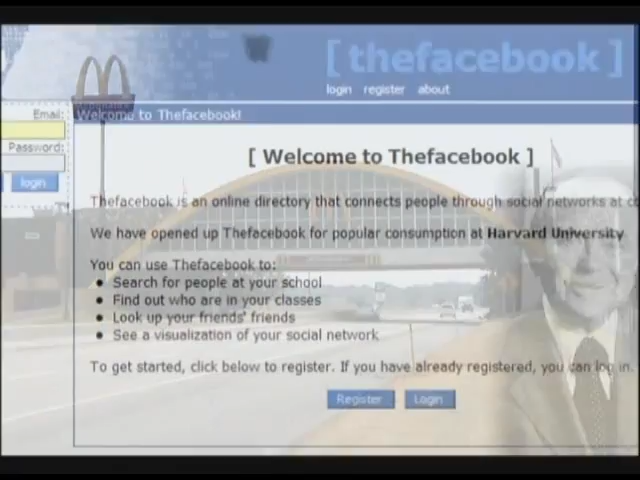 [ thefacebook ]
login register about
Email:
Welcome to Thefacebook!
Password:
[ Welcome to Thefacebook ]
login
Thefacebook is an online directory that connects people through social networks at
We have opened up Thefacebook for popular consumption at Harvard University.
You can use Thefacebook to:
• Search for people at your school
• Find out who are in your classes
• Look up your friends' friends
• See a visualization of your social network
To get started, click below to register. If you have already registered, you can log in.
Register Login